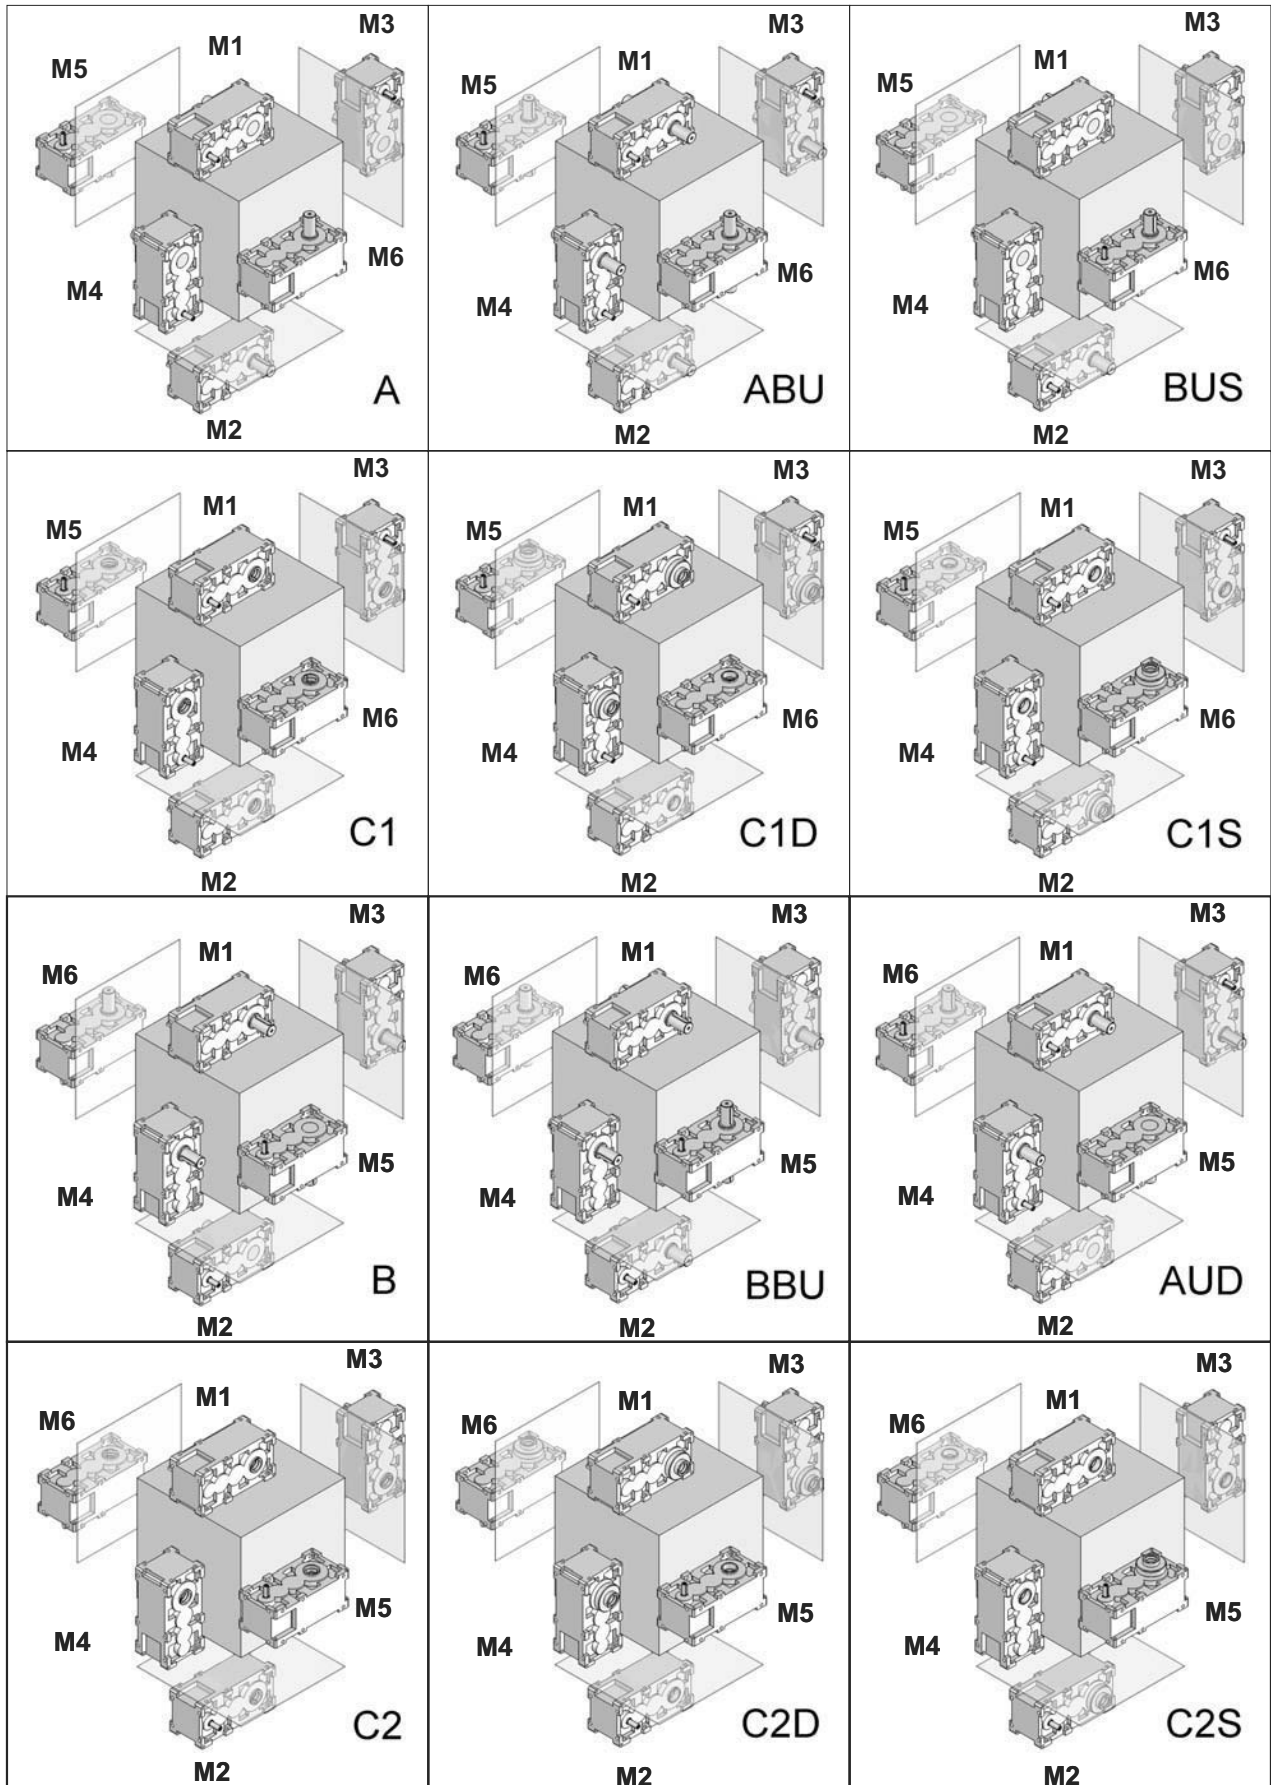 M3 M1 M5 M6 M4 A M2
M3 M1 M5 M6 M4 ABU M2
M3 M1 M5 M6 M4 BUS M2
M3 M1 M5 M6 M4 C1 M2
M3 M1 M5 M6 M4 C1D M2
M3 M1 M5 M6 M4 C1S M2
M3 M1 M6 M5 M4 B M2
M3 M1 M6 M5 M4 BBU M2
M3 M1 M6 M5 M4 AUD M2
M3 M1 M6 M5 M4 C2 M2
M3 M1 M6 M5 M4 C2D M2
M3 M1 M6 M5 M4 C2S M2